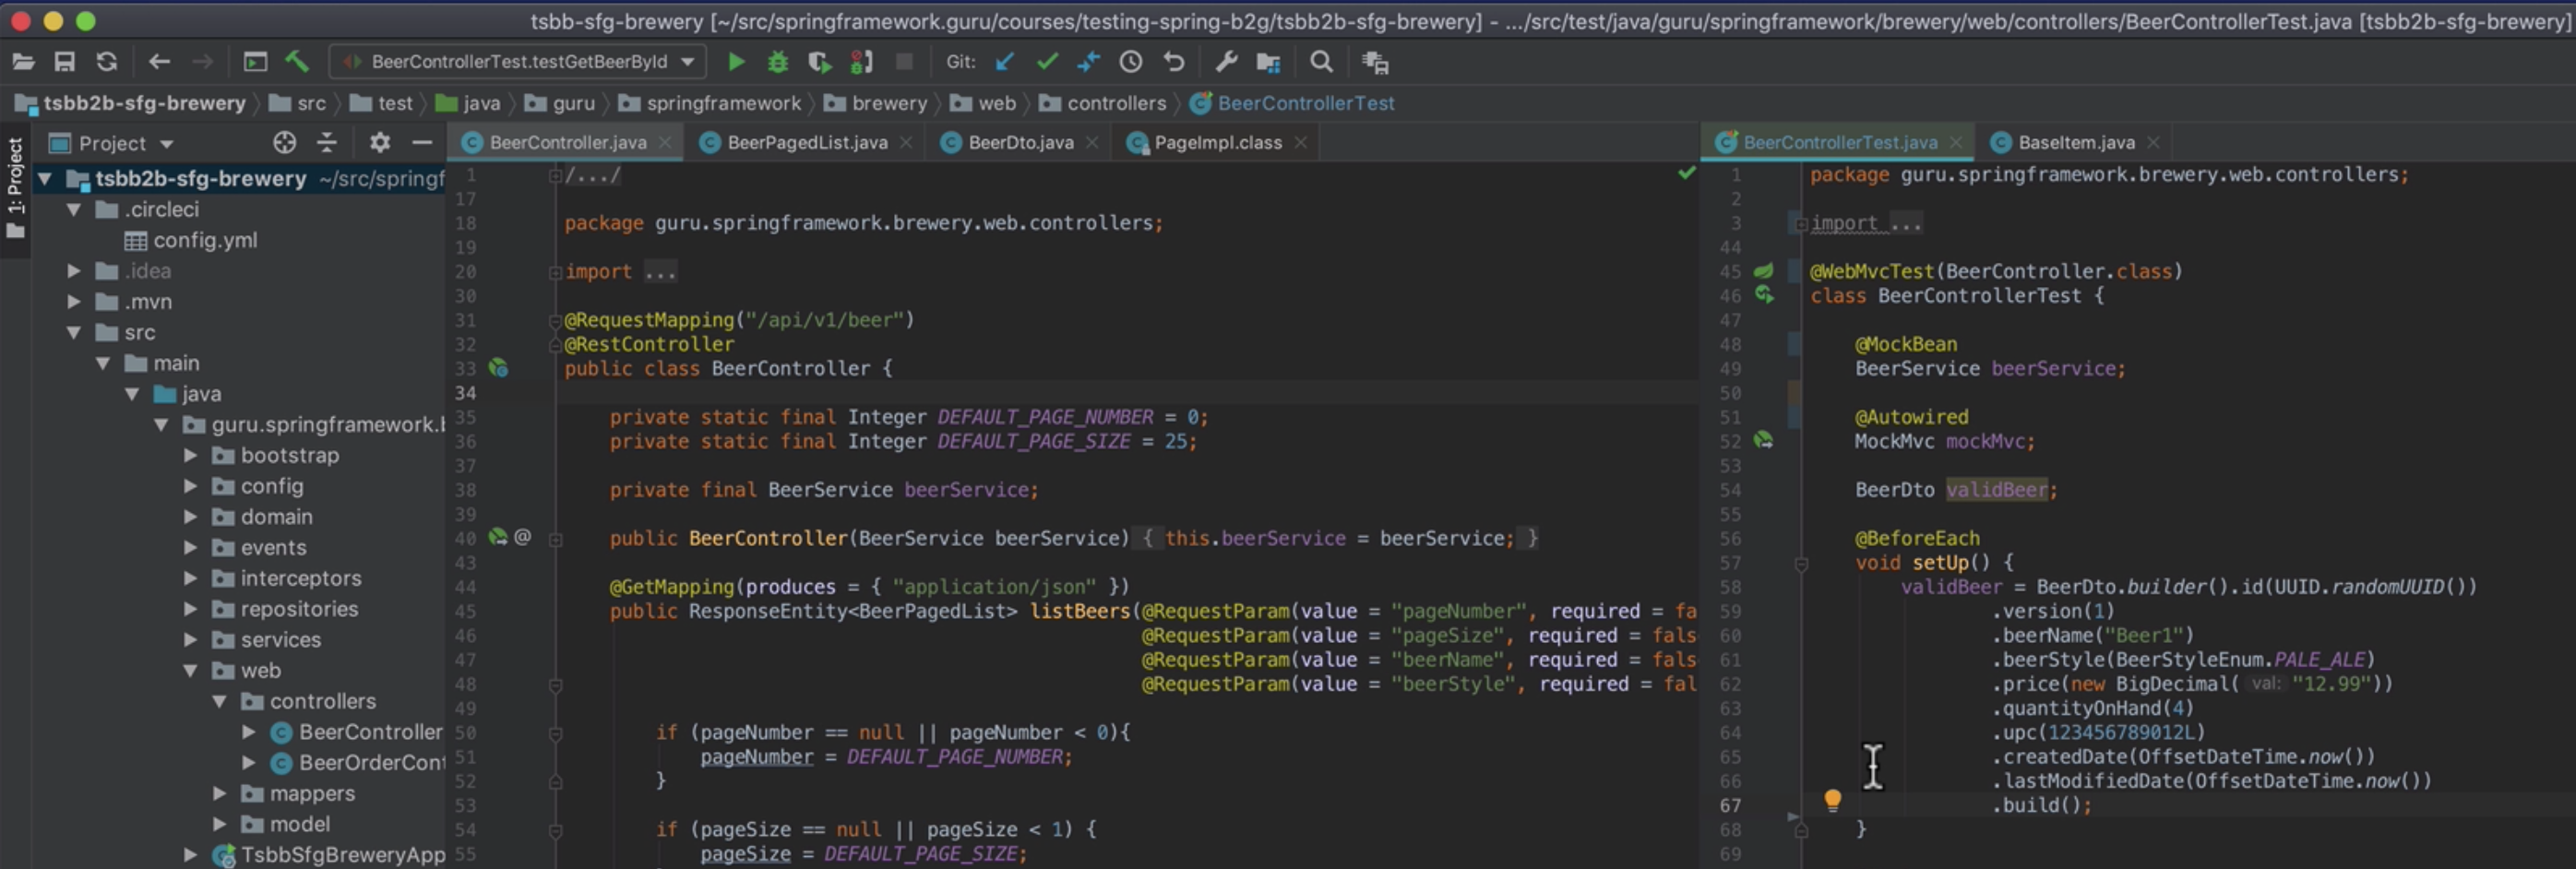 tsbb-sfg-brewery [~/src/springframework.guru/courses/testing-spring-b2g/tsbb2b-sfg-brewery] - .../src/test/java/guru/springframework/brewery/web/controllers/BeerControllerTest.java [tsbb2b-sfg-brewery]
BeerControllerTest.testGetBeerById
Git:
tsbb2b-sfg-brewery src test java guru springframework brewery web controllers BeerControllerTest
1: Project
Project
tsbb2b-sfg-brewery ~/src/springf
.circleci
config.yml
.idea
.mvn
src
main
java
guru.springframework.b
bootstrap
config
domain
events
interceptors
repositories
services
web
controllers
BeerController
BeerOrderCont
mappers
model
TsbbSfgBreweryApp
BeerController.java BeerPagedList.java BeerDto.java PageImpl.class
1 /.../
17
18 package guru.springframework.brewery.web.controllers;
19
20 import ...
30
31 @RequestMapping("/api/v1/beer")
32 @RestController
33 public class BeerController {
34
35 private static final Integer DEFAULT_PAGE_NUMBER = 0;
36 private static final Integer DEFAULT_PAGE_SIZE = 25;
37
38 private final BeerService beerService;
39
40 @ public BeerController(BeerService beerService) { this.beerService = beerService; }
43
44 @GetMapping(produces = { "application/json" })
45 public ResponseEntity<BeerPagedList> listBeers(@RequestParam(value = "pageNumber", required = fa
46 @RequestParam(value = "pageSize", required = fals
47 @RequestParam(value = "beerName", required = fals
48 @RequestParam(value = "beerStyle", required = fal
49
50 if (pageNumber == null || pageNumber < 0){
51 pageNumber = DEFAULT_PAGE_NUMBER;
52 }
53
54 if (pageSize == null || pageSize < 1) {
55 pageSize = DEFAULT_PAGE_SIZE;
BeerControllerTest.java BaseItem.java
1 package guru.springframework.brewery.web.controllers;
2
3 import ...
44
45 @WebMvcTest(BeerController.class)
46 class BeerControllerTest {
47
48 @MockBean
49 BeerService beerService;
50
51 @Autowired
52 MockMvc mockMvc;
53
54 BeerDto validBeer;
55
56 @BeforeEach
57 void setUp() {
58 validBeer = BeerDto.builder().id(UUID.randomUUID())
59 .version(1)
60 .beerName("Beer1")
61 .beerStyle(BeerStyleEnum.PALE_ALE)
62 .price(new BigDecimal( val: "12.99"))
63 .quantityOnHand(4)
64 .upc(123456789012L)
65 .createdDate(OffsetDateTime.now())
66 .lastModifiedDate(OffsetDateTime.now())
67 .build();
68 }
69